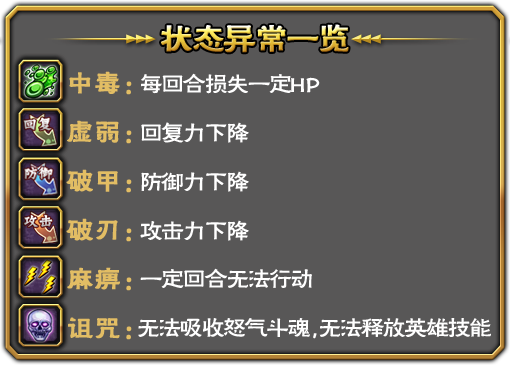 状态异常一览
中毒：每回合损失一定HP
回复
虚弱：回复力下降
防御
破甲：防御力下降
攻击
破刃：攻击力下降
麻痹：一定回合无法行动
诅咒：无法吸收怒气斗魂,无法释放英雄技能